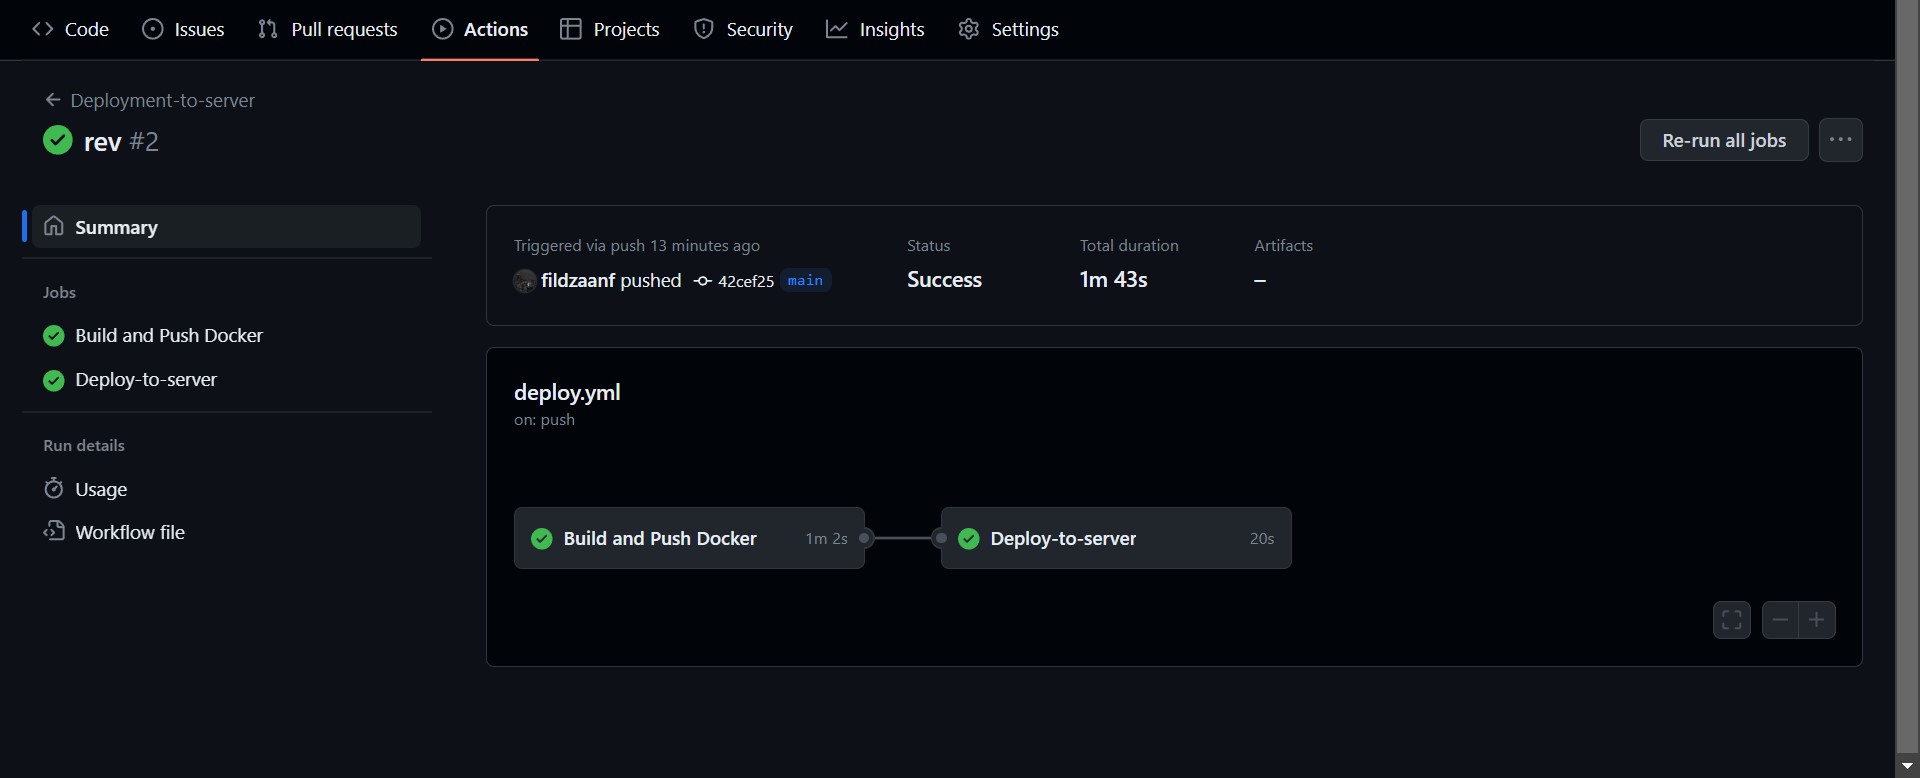 Code Issues Pull requests Actions Projects Security Insights Settings
Deployment-to-server
rev #2
Re-run all jobs
Summary
Jobs
Build and Push Docker
Deploy-to-server
Run details
Usage
Workflow file
Triggered via push 13 minutes ago
fildzaanf pushed 42cef25 main
Status
Success
Total duration
1m 43s
Artifacts
–
deploy.yml
on: push
Build and Push Docker 1m 2s
Deploy-to-server 20s